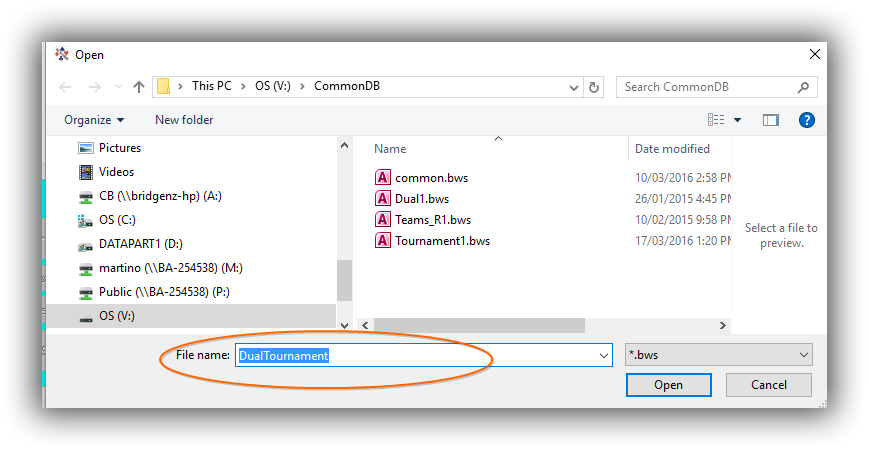 Open
This PC > OS (V:) > CommonDB
Search CommonDB
Organize New folder
Pictures
Videos
CB (\\bridgenz-hp) (A:)
OS (C:)
DATAPART1 (D:)
martino (\\BA-254538) (M:)
Public (\\BA-254538) (P:)
OS (V:)
Name Date modified
common.bws 10/03/2016 2:58 PM
Dual1.bws 26/01/2015 4:45 PM
Teams_R1.bws 10/02/2015 9:58 PM
Tournament1.bws 17/03/2016 1:20 PM
Select a file to
preview.
File name: DualTournament *.bws
Open Cancel